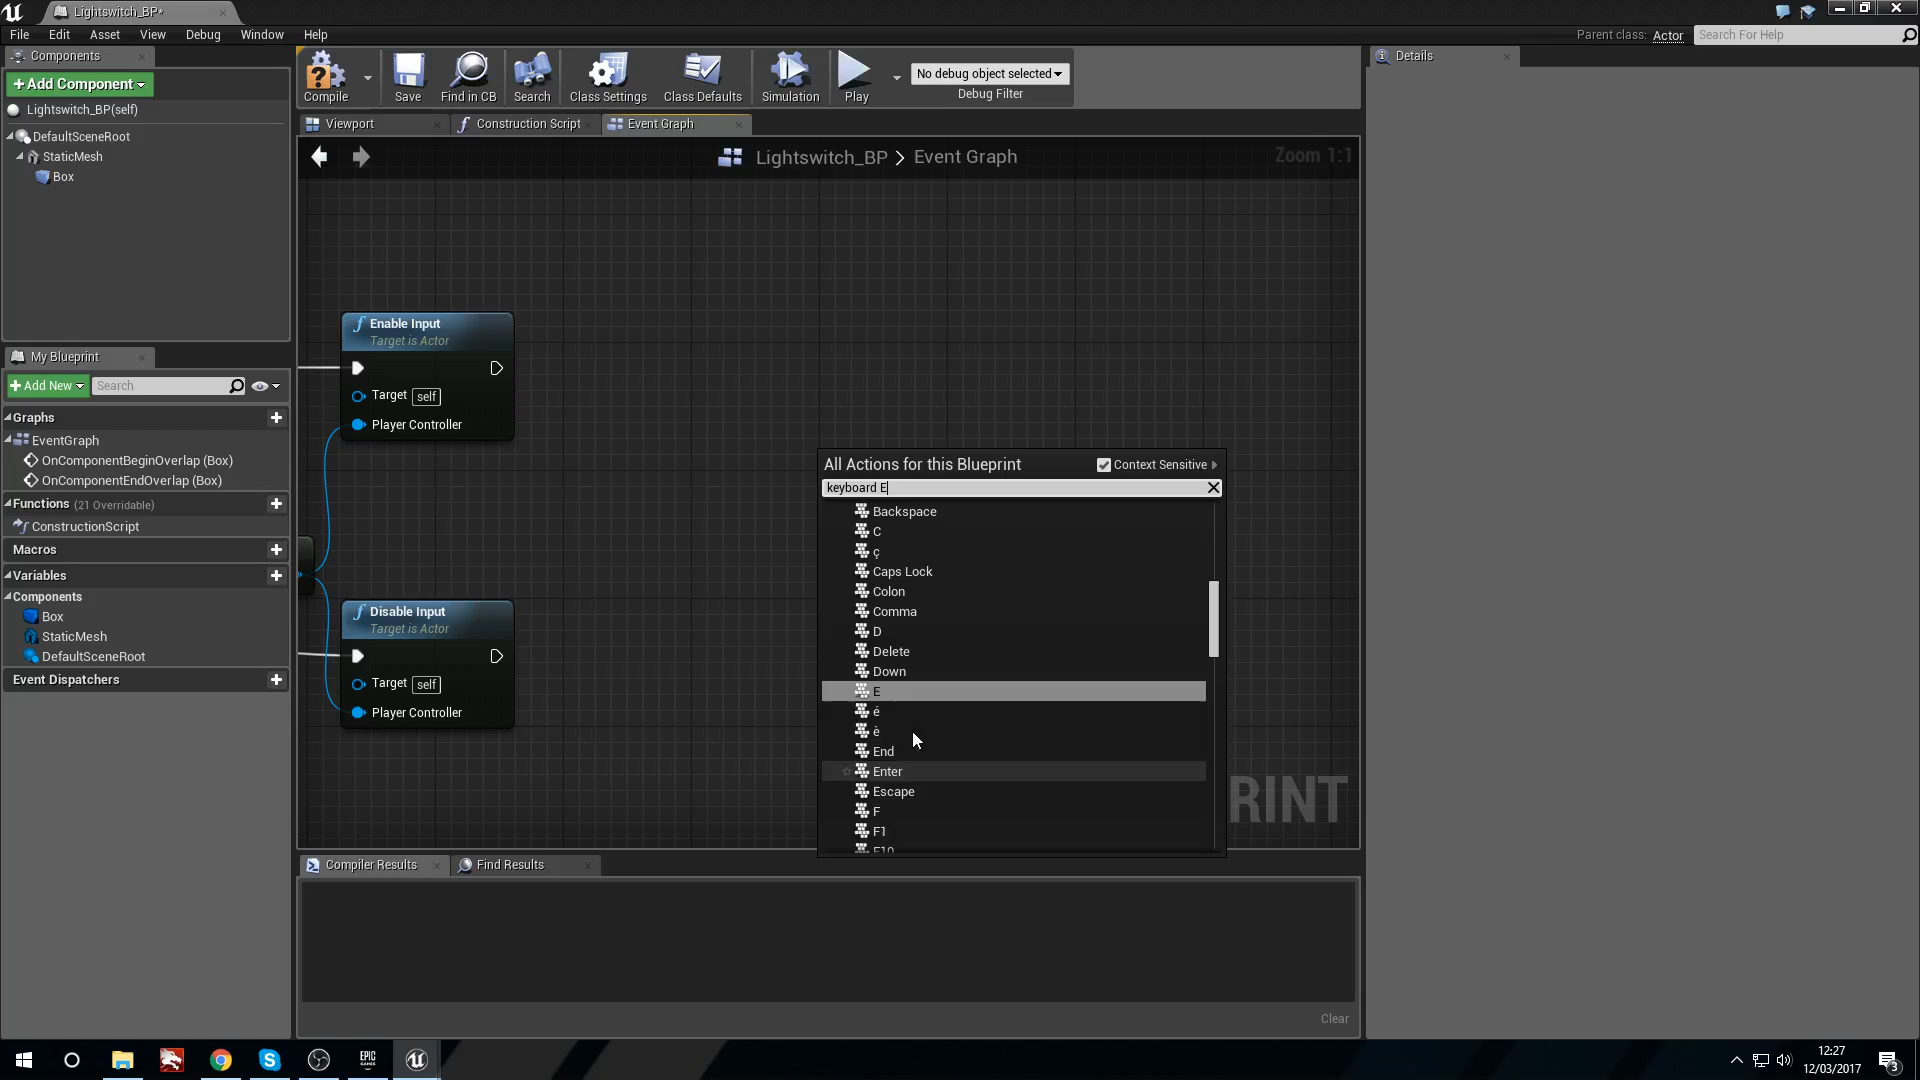 Lightswitch_BP*
File Edit Asset View Debug Window Help
Parent class: Actor
Search For Help
Components
+Add Component
Lightswitch_BP(self)
DefaultSceneRoot
StaticMesh
Box
Compile
Save
Find in CB
Search
Class Settings
Class Defaults
Simulation
Play
No debug object selected
Debug Filter
Details
Viewport
Construction Script
Event Graph
Lightswitch_BP > Event Graph
Zoom 1:1
My Blueprint
+Add New
Search
Graphs
EventGraph
OnComponentBeginOverlap (Box)
OnComponentEndOverlap (Box)
Functions (21 Overridable)
ConstructionScript
Macros
Variables
Components
Box
StaticMesh
DefaultSceneRoot
Event Dispatchers
Enable Input
Target is Actor
Target self
Player Controller
Disable Input
Target is Actor
Target self
Player Controller
All Actions for this Blueprint
Context Sensitive
keyboard E
Backspace
C
ç
Caps Lock
Colon
Comma
D
Delete
Down
E
é
è
End
Enter
Escape
F
F1
F10
RINT
Compiler Results
Find Results
Clear
EPIC
GAMES
12:27
12/03/2017
3